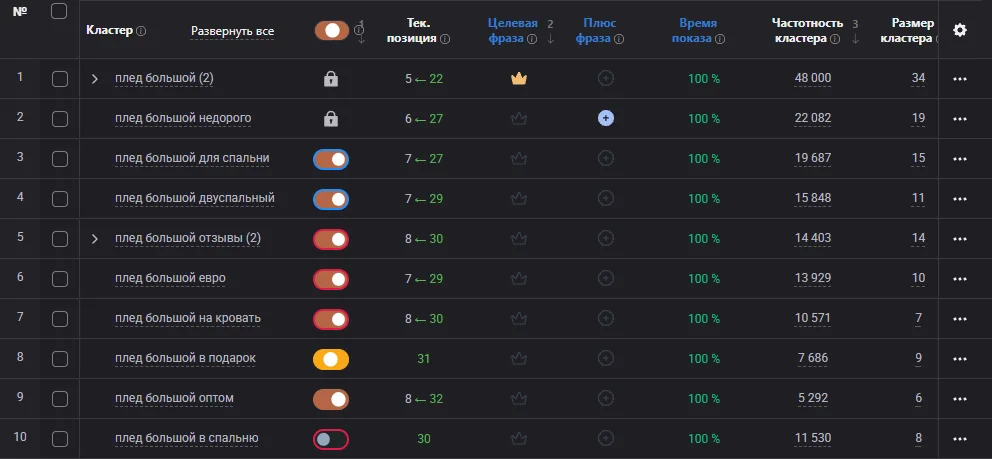 № Кластер Развернуть все 1 Тек. позиция Целевая фраза 2 Плюс фраза Время показа Частотность кластера 3 Размер кластера
1 плед большой (2) 5 ← 22 100 % 48 000 34
2 плед большой недорого 6 ← 27 100 % 22 082 19
3 плед большой для спальни 7 ← 27 100 % 19 687 15
4 плед большой двуспальный 7 ← 29 100 % 15 848 11
5 плед большой отзывы (2) 8 ← 30 100 % 14 403 14
6 плед большой евро 7 ← 29 100 % 13 929 10
7 плед большой на кровать 8 ← 30 100 % 10 571 7
8 плед большой в подарок 31 100 % 7 686 9
9 плед большой оптом 8 ← 32 100 % 5 292 6
10 плед большой в спальню 30 100 % 11 530 8